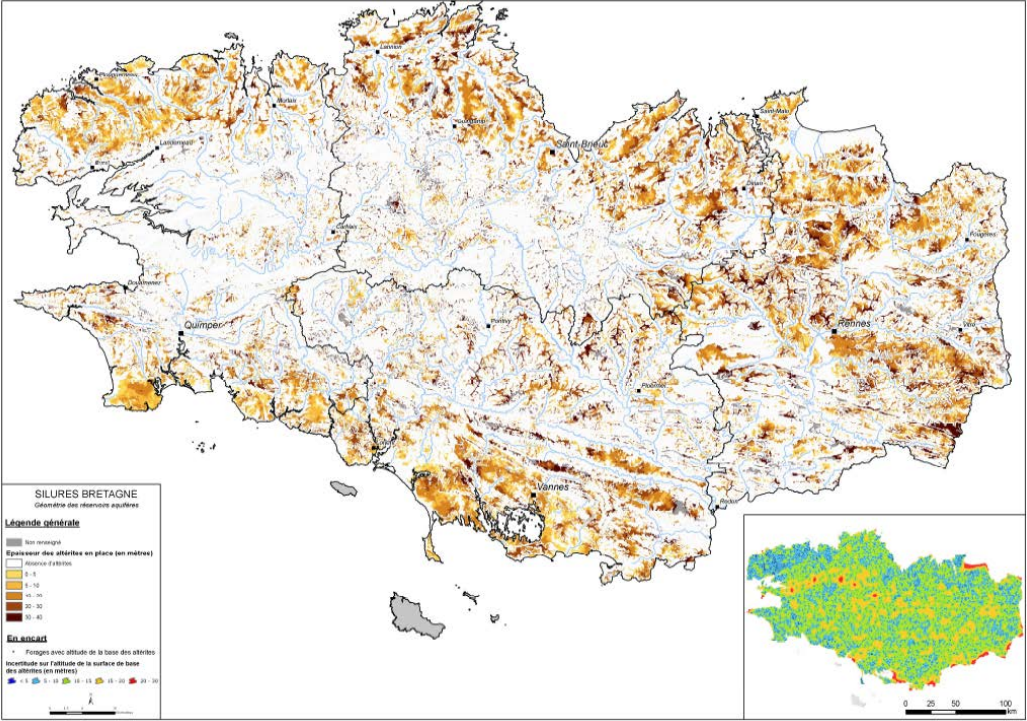 Lannion
Morlaix
Guingamp
Saint-Malo
Landerneau
Saint-Brieuc
Brest
Dinan
Carhaix
Fougères
Douarnenez
Quimper
Pontivy
Rennes
Vitré
Ploërmel
Vannes
Redon
SILURES BRETAGNE
Géométrie des réservoirs aquifères
Légende générale
Non renseigné
Epaisseur des altérites en place (en mètres)
Absence d'altérites
0 - 5
5 - 10
10 - 20
20 - 30
30 - 40
En encart
Forages avec altitude de la base des altérites
Incertitude sur l'altitude de la surface de base
des altérites (en mètres)
< 5 5 - 10 10 - 15 15 - 20 20 - 30
N
0 25 50 100
km